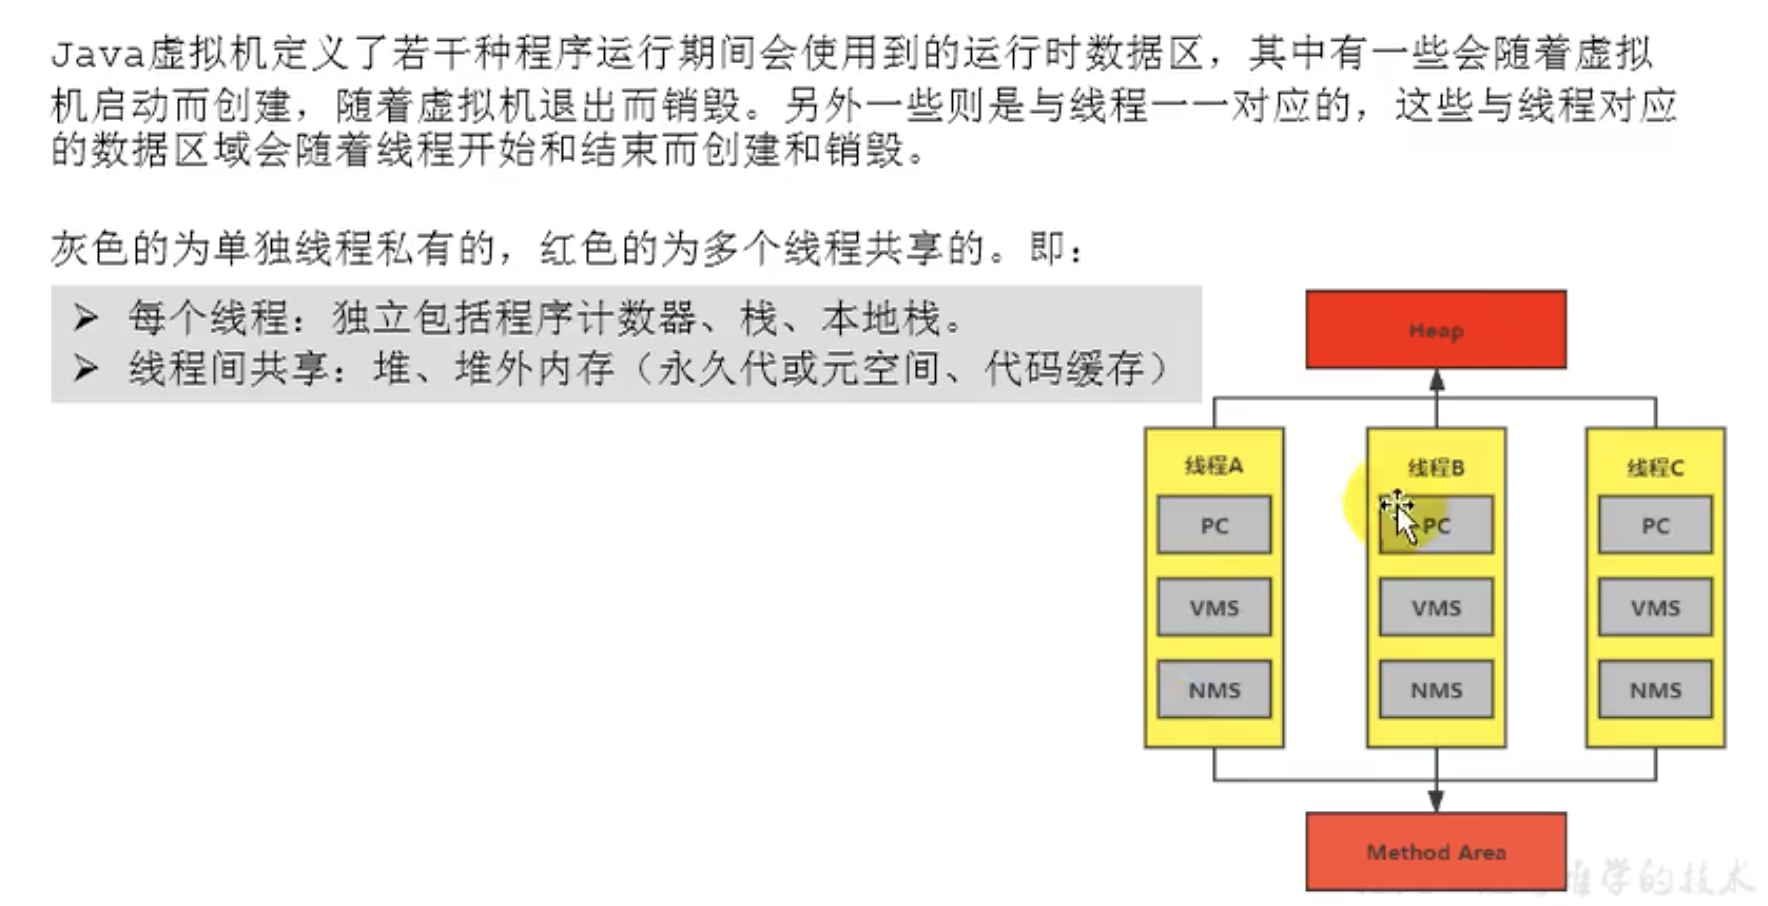 Java虚拟机定义了若干种程序运行期间会使用到的运行时数据区，其中有一些会随着虚拟
机启动而创建，随着虚拟机退出而销毁。另外一些则是与线程一一对应的，这些与线程对应
的数据区域会随着线程开始和结束而创建和销毁。
灰色的为单独线程私有的，红色的为多个线程共享的。即：
➢ 每个线程：独立包括程序计数器、栈、本地栈。
➢ 线程间共享：堆、堆外内存（永久代或元空间、代码缓存）
Heap
线程A
线程B
线程C
PC
PC
PC
VMS
VMS
VMS
NMS
NMS
NMS
Method Area
学的技术